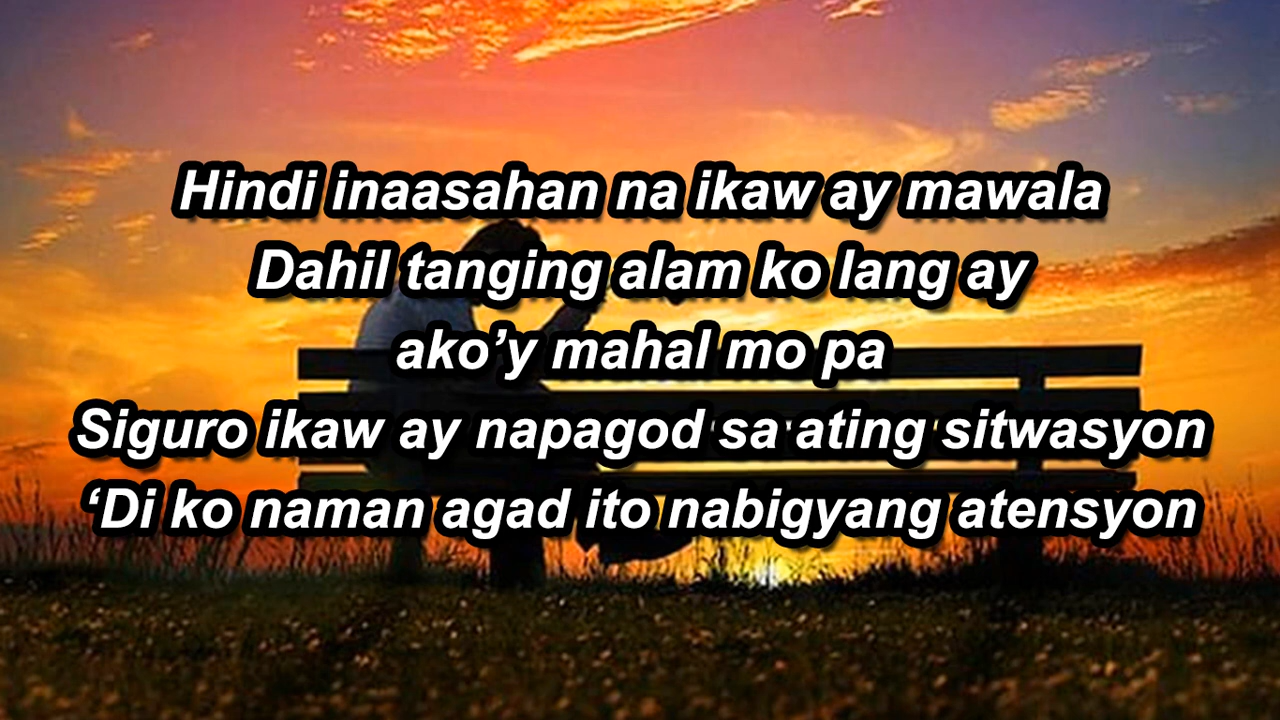 Hindi inaasahan na ikaw ay mawala
Dahil tanging alam ko lang ay
ako’y mahal mo pa
Siguro ikaw ay napagod sa ating sitwasyon
‘Di ko naman agad ito nabigyang atensyon